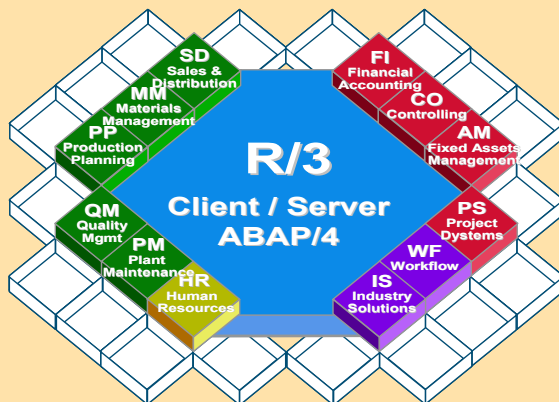 SD
Sales &
Distribution
MM
Materials
Management
PP
Production
Planning
FI
Financial
Accounting
CO
Controlling
AM
Fixed Assets
Management
R/3
Client / Server
ABAP/4
QM
Quality
Mgmt
PM
Plant
Maintenance
HR
Human
Resources
PS
Project
Dystems
WF
Workflow
IS
Industry
Solutions